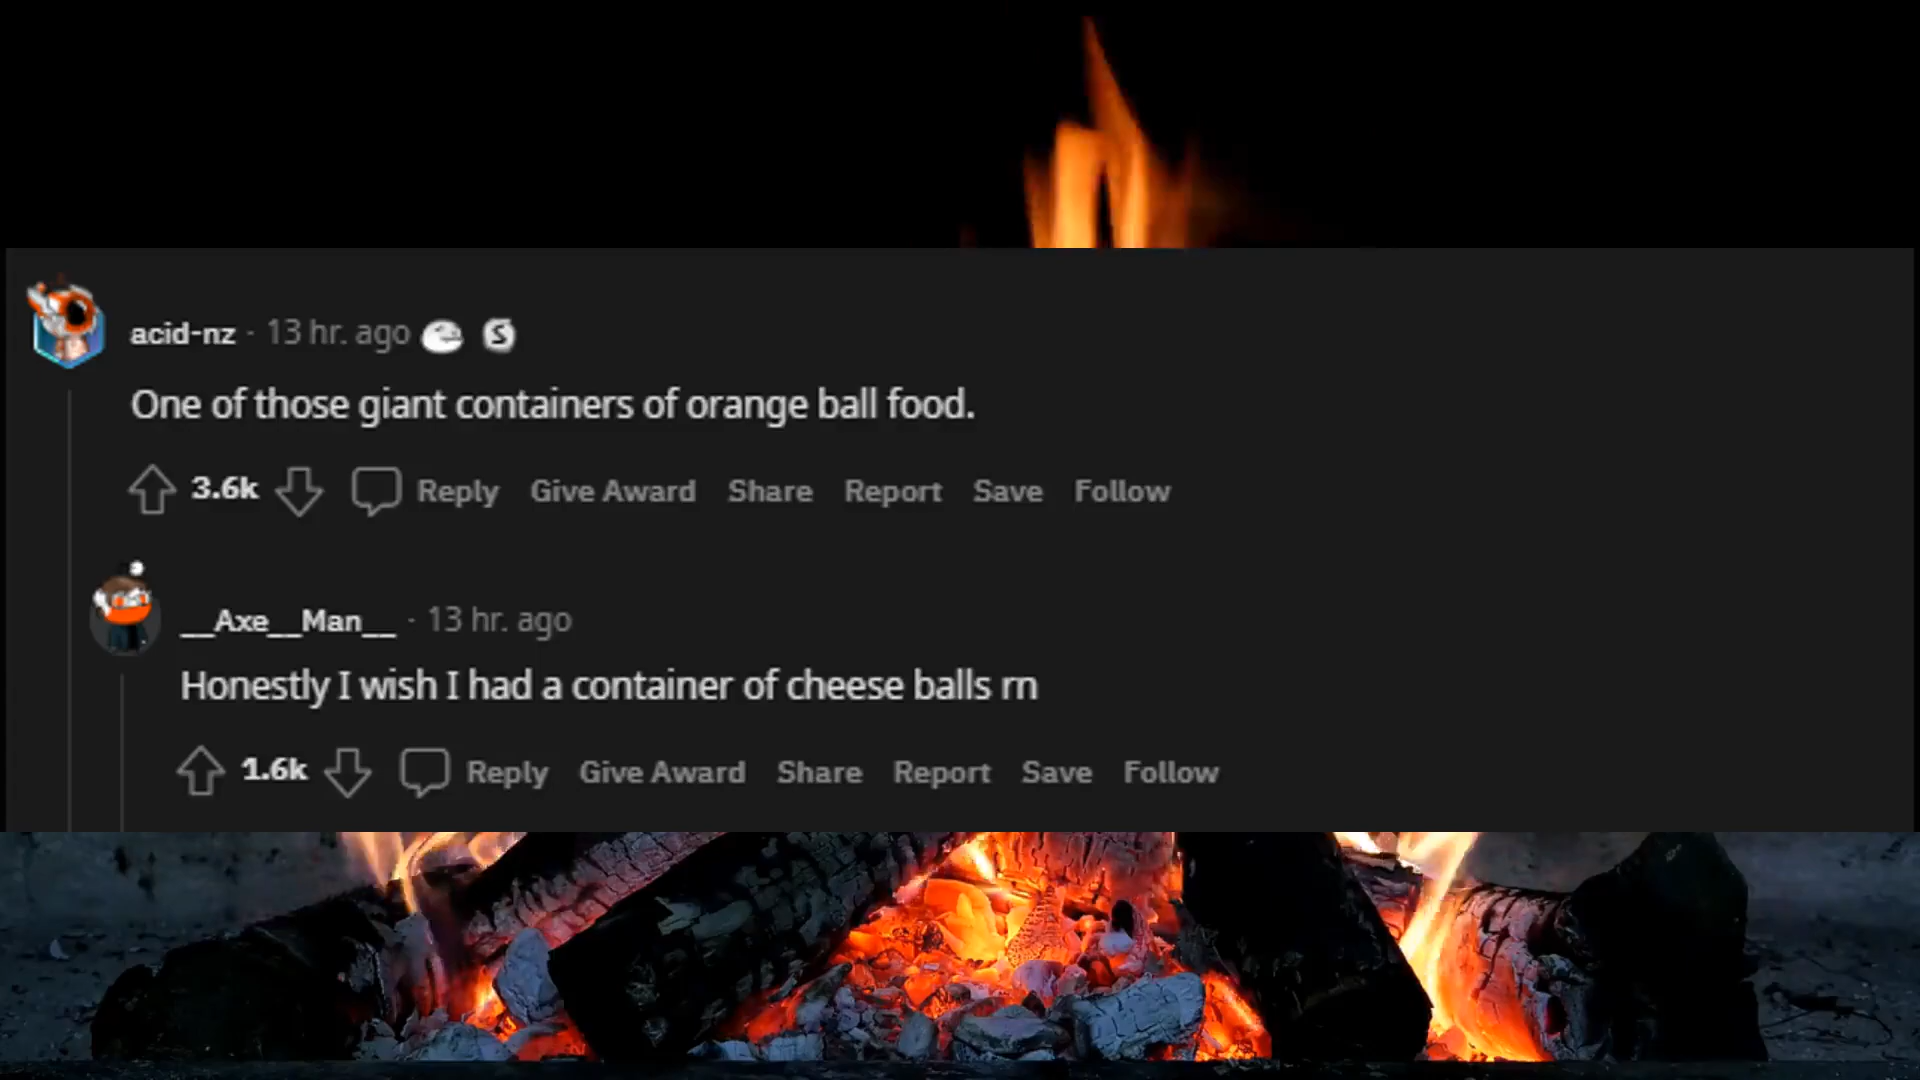 acid-nz · 13 hr. ago
One of those giant containers of orange ball food.
3.6k Reply Give Award Share Report Save Follow
__Axe__Man__ · 13 hr. ago
Honestly I wish I had a container of cheese balls rn
1.6k Reply Give Award Share Report Save Follow